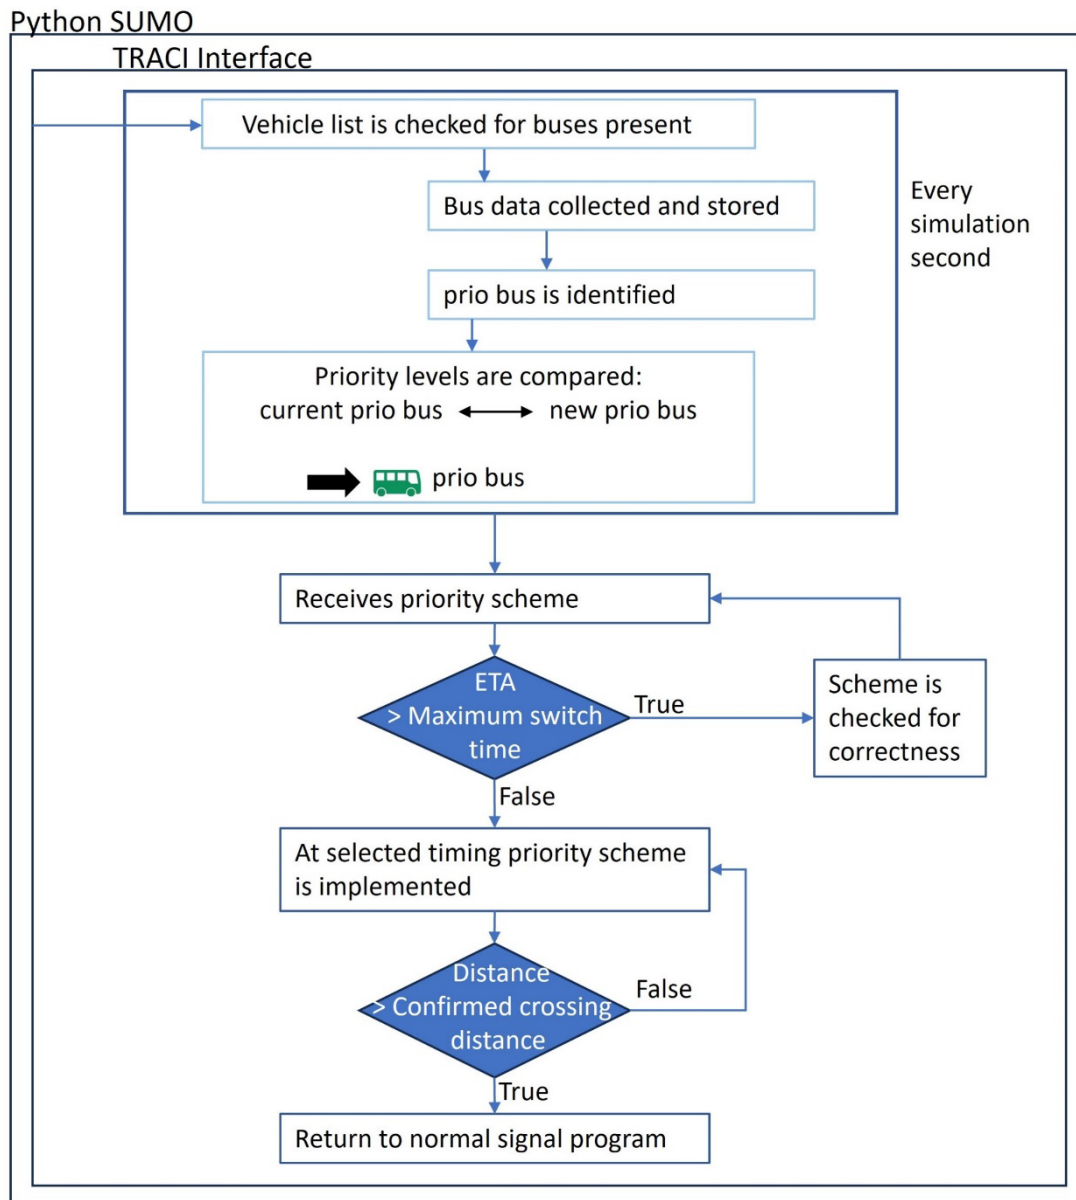 Python SUMO
TRACI Interface
Vehicle list is checked for buses present
Bus data collected and stored
prio bus is identified
Priority levels are compared:
current prio bus new prio bus
prio bus
Every
simulation
second
Receives priority scheme
ETA
> Maximum switch
time
True
Scheme is
checked for
correctness
False
At selected timing priority scheme
is implemented
Distance
> Confirmed crossing
distance
False
True
Return to normal signal program